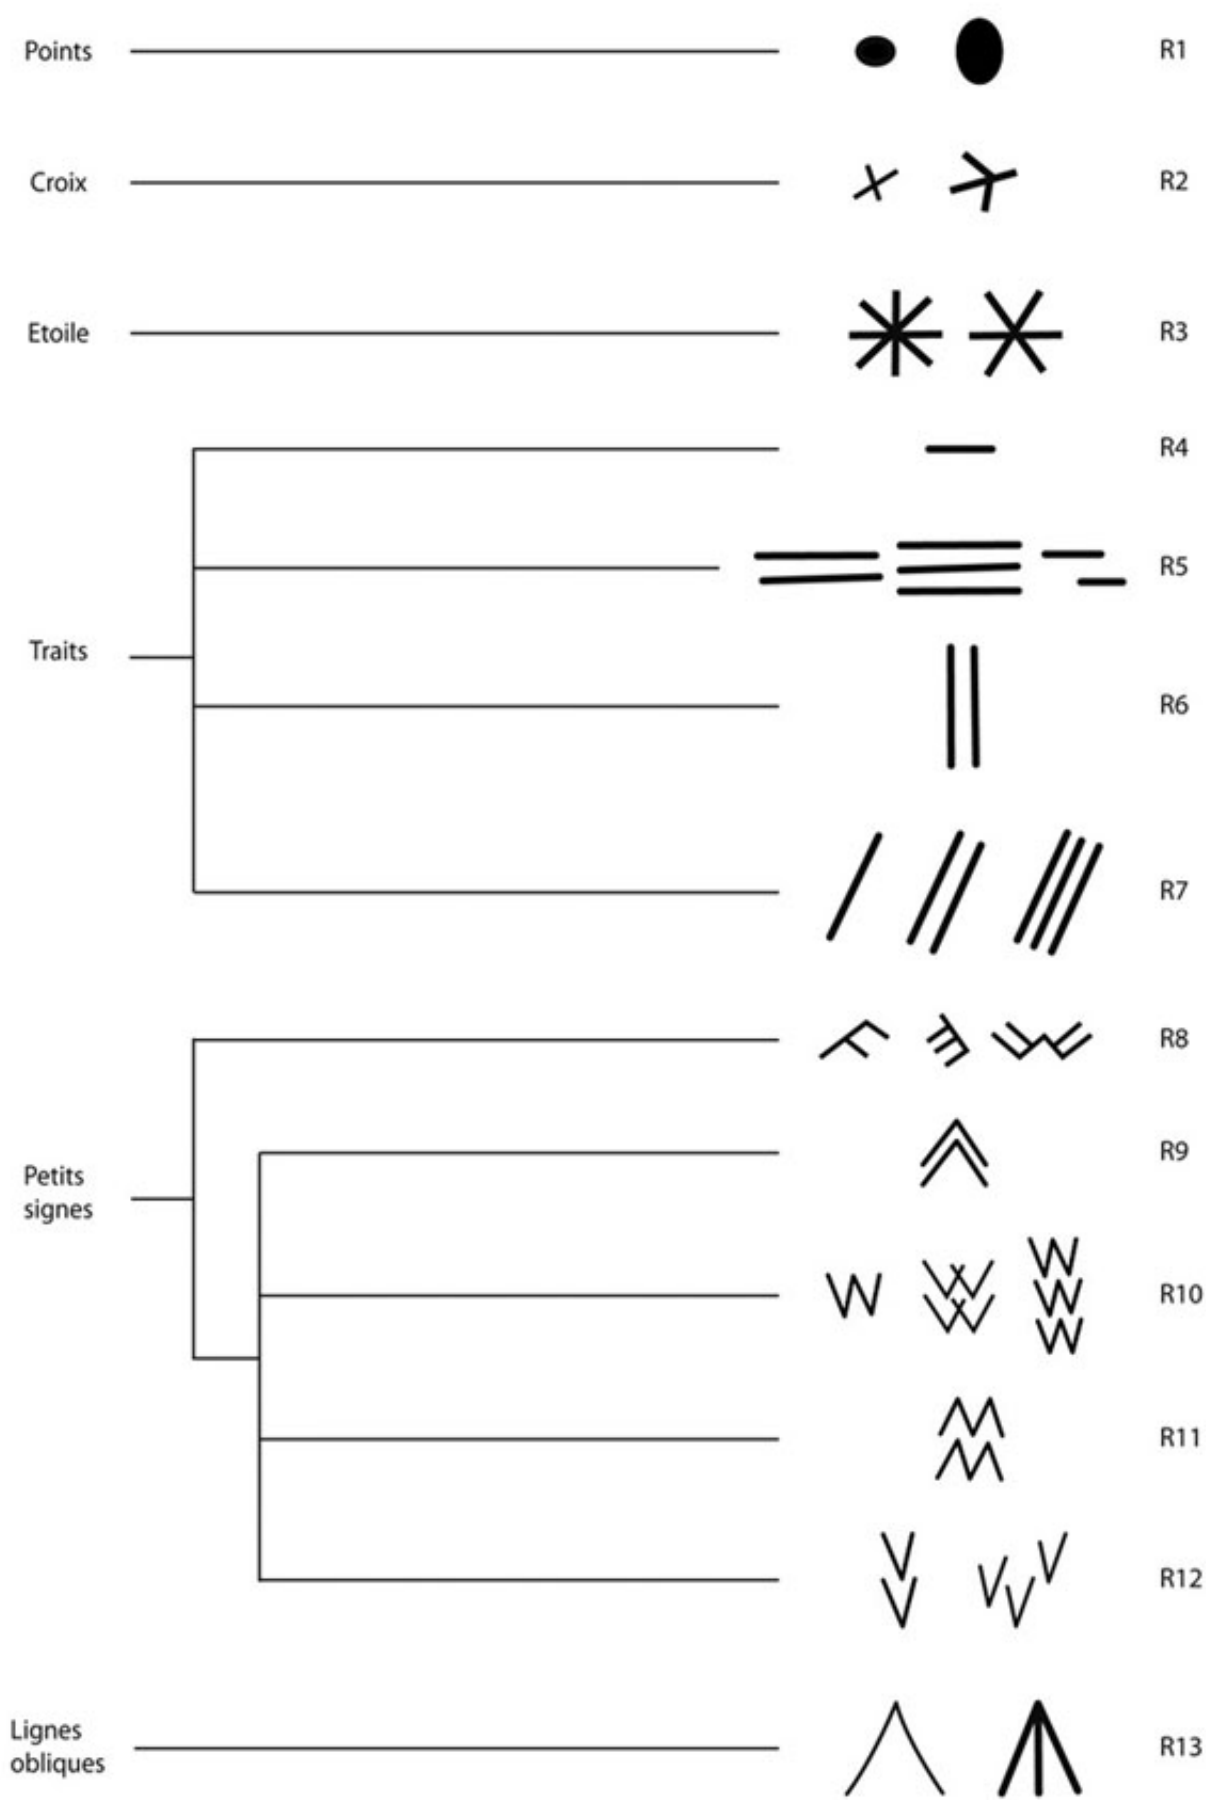 Points R1
Croix R2
Etoile R3
R4
R5
Traits
R6
R7
R8
R9
Petits
signes
R10
R11
R12
Lignes
obliques
R13